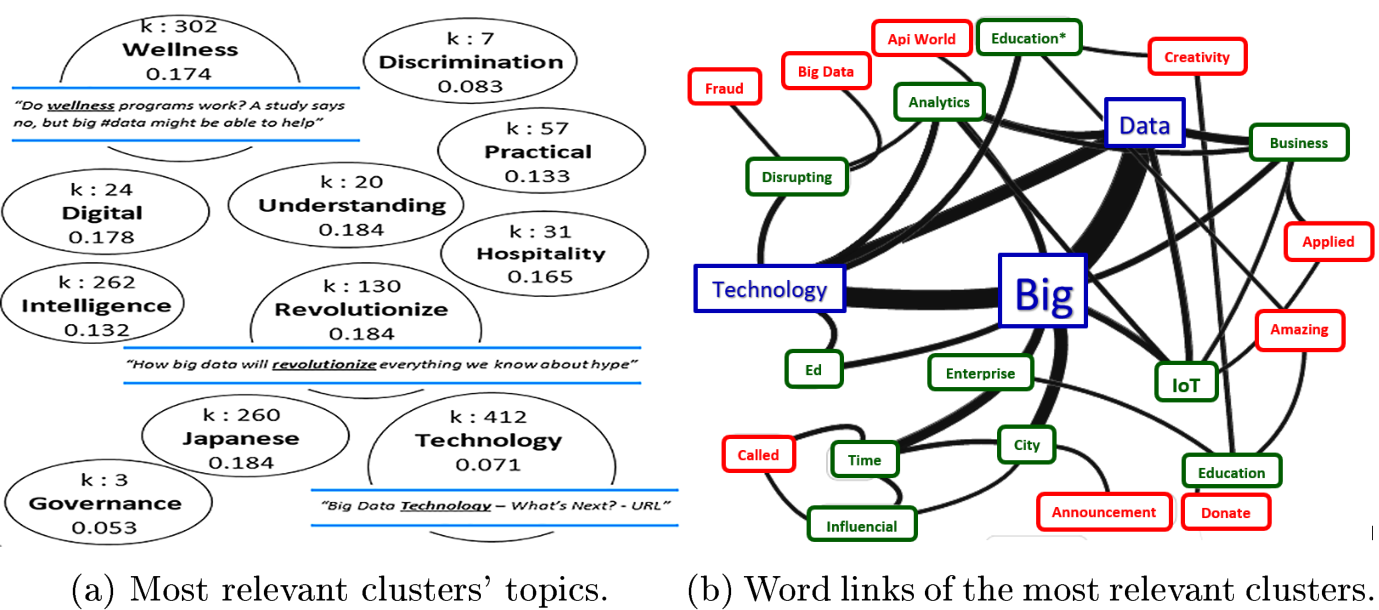 k : 302
Wellness
0.174
"Do wellness programs work? A study says
no, but big #data might be able to help"
k : 7
Discrimination
0.083
k : 57
Practical
0.133
k : 24
Digital
0.178
k : 20
Understanding
0.184
k : 31
Hospitality
0.165
k : 262
Intelligence
0.132
k : 130
Revolutionize
0.184
"How big data will revolutionize everything we know about hype"
k : 260
Japanese
0.184
k : 412
Technology
0.071
"Big Data Technology – What's Next? - URL"
k : 3
Governance
0.053
(a) Most relevant clusters' topics.
Api World
Education*
Creativity
Big Data
Fraud
Analytics
Data
Business
Disrupting
Applied
Technology
Big
Amazing
Ed
Enterprise
IoT
Called
Time
City
Education
Influencial
Announcement
Donate
(b) Word links of the most relevant clusters.